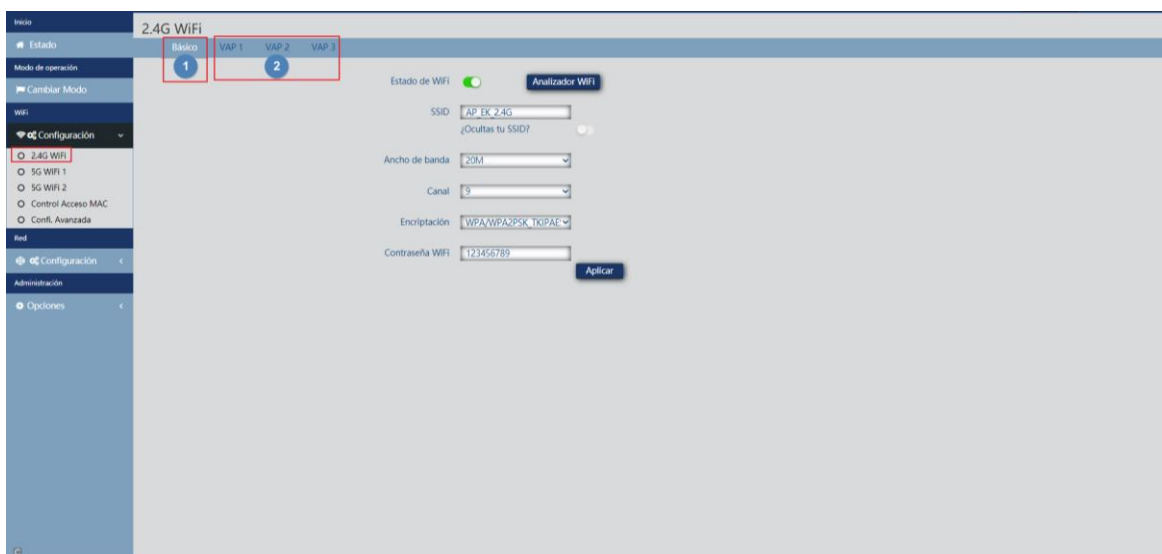 Inicio
Estado
Modo de operación
Cambiar Modo
WiFi
Configuración
2.4G WiFi
5G WiFi 1
5G WiFi 2
Control Acceso MAC
Confi. Avanzada
Red
Configuración
Administración
Opciones
2.4G WiFi
Básico VAP 1 VAP 2 VAP 3
1 2
Estado de WiFi Analizador WiFi
SSID AP_EK_2.4G
¿Ocultas tu SSID?
Ancho de banda 20M
Canal 9
Encriptación WPA/WPA2PSK_TKIPAE
Contraseña WiFi 123456789
Aplicar